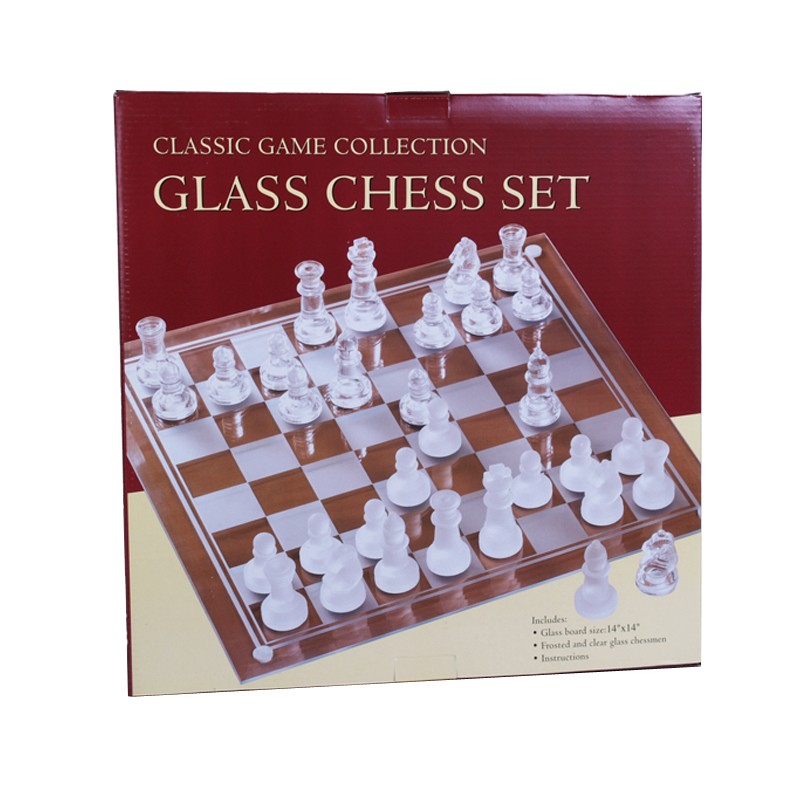 CLASSIC GAME COLLECTION
GLASS CHESS SET
Includes:
• Glass board size:14"x14"
• Frosted and clear glass chessmen
• Instructions